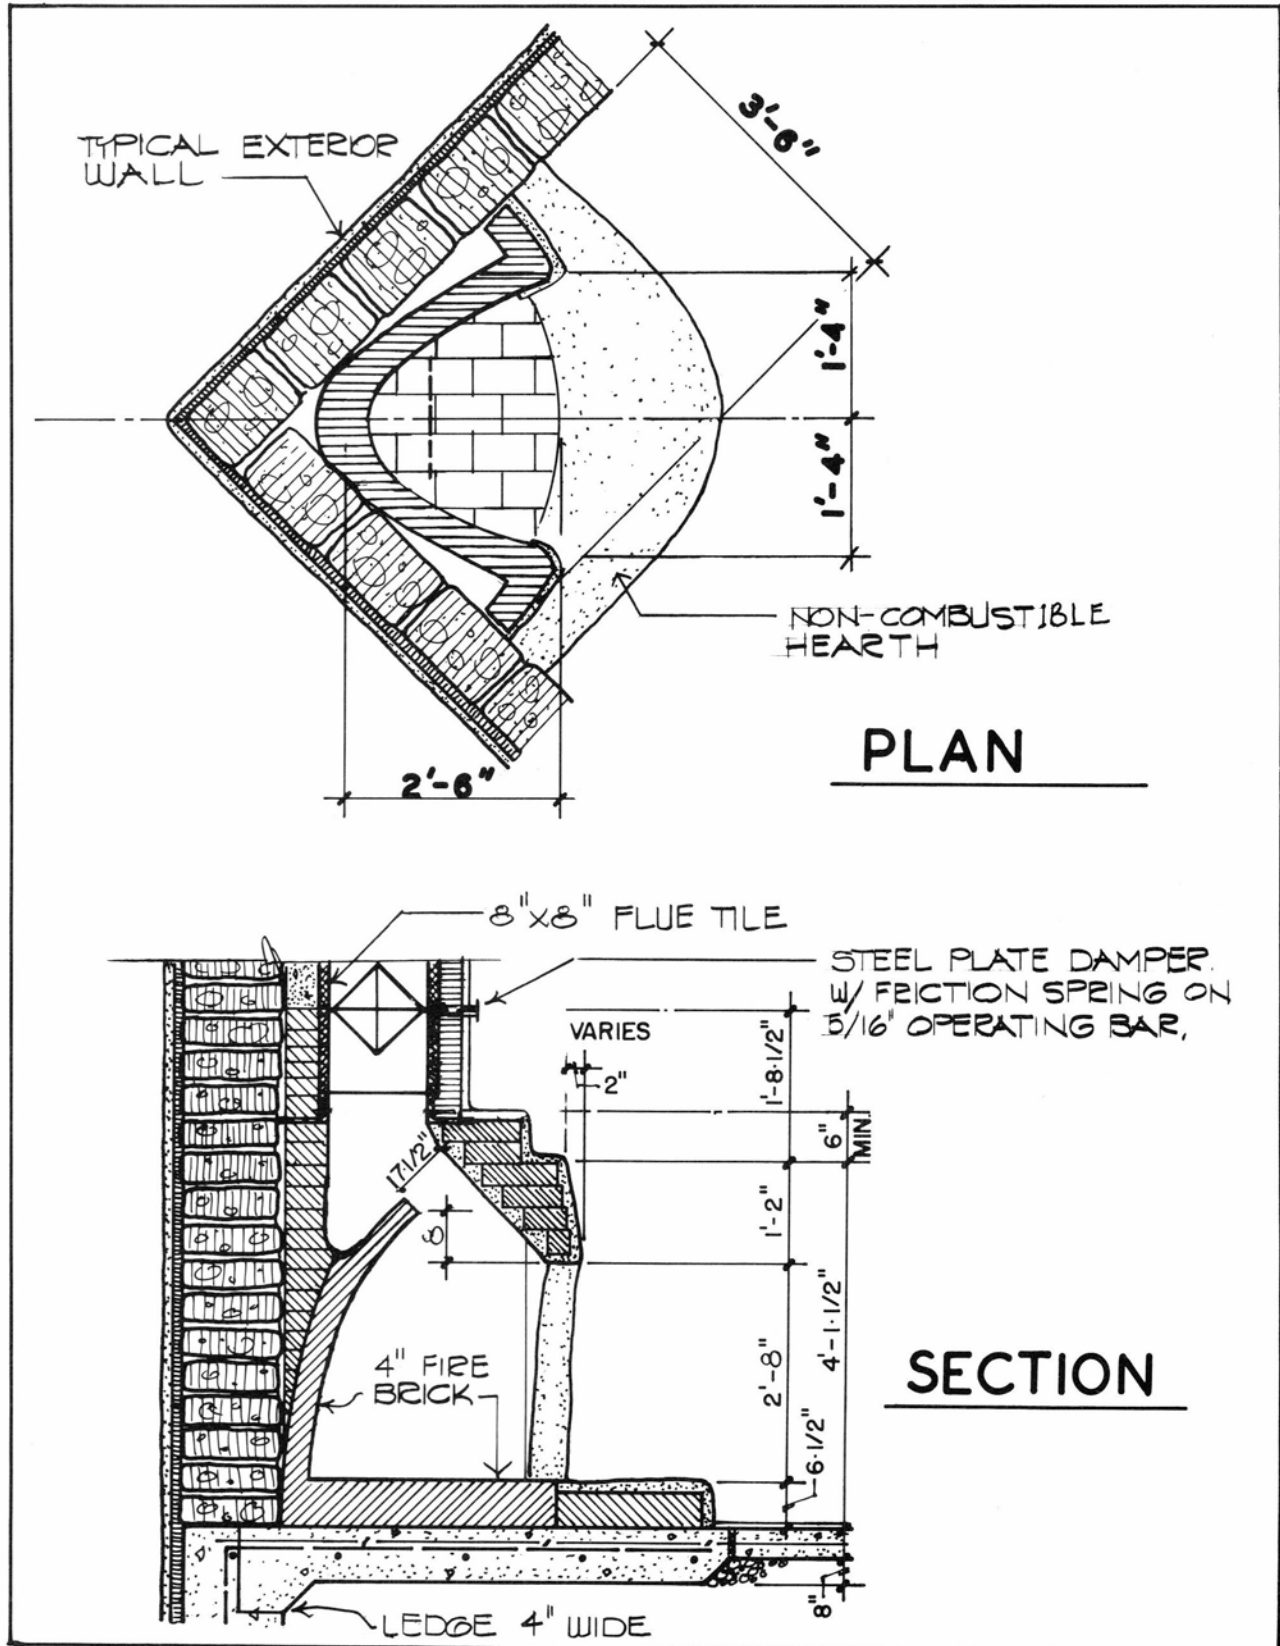 TYPICAL EXTERIOR
WALL
3'-6"
1'-4"
1'-4"
NON-COMBUSTIBLE
HEARTH
PLAN
2'-6"
8"x8" FLUE TILE
STEEL PLATE DAMPER.
W/ FRICTION SPRING ON
5/16" OPERATING BAR.
VARIES
2"
1'-8-1/2"
6"
MIN.
17-1/2"
8
1'-2"
4'-1-1/2"
SECTION
4" FIRE
BRICK
2'-8"
6-1/2"
8"
LEDGE 4" WIDE